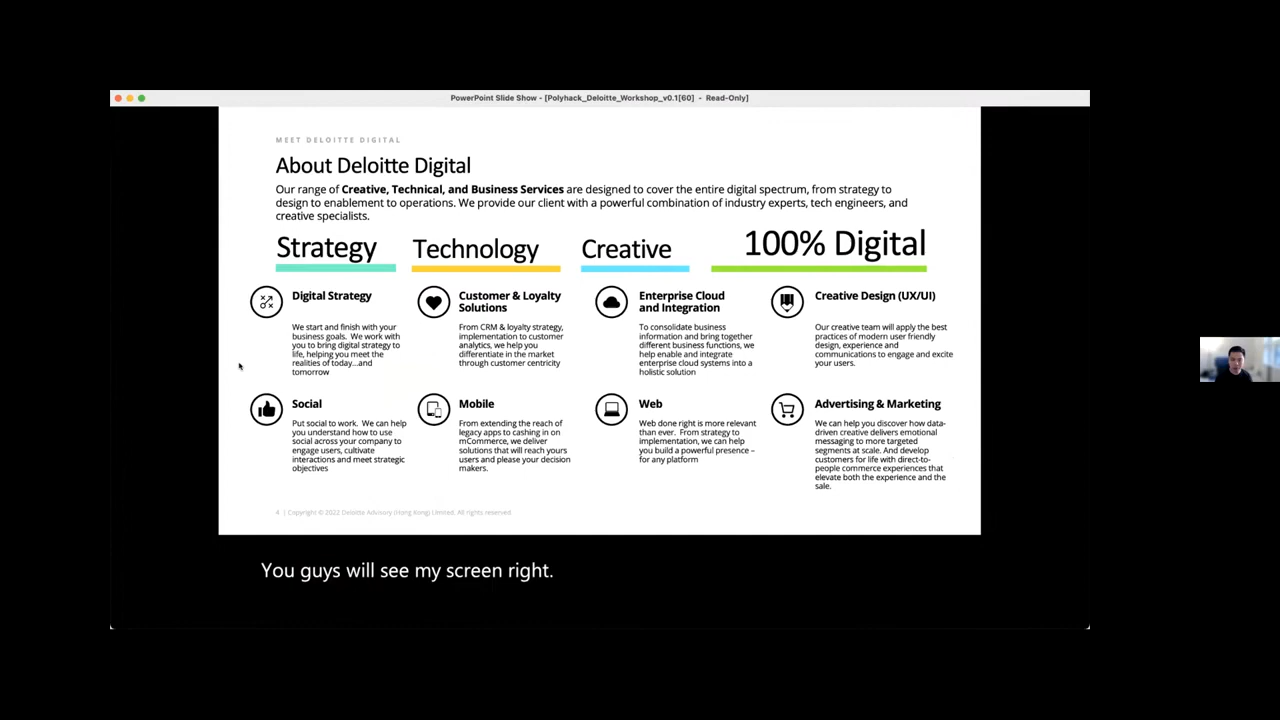 PowerPoint Slide Show - [Polyhack_Deloitte_Workshop_v0.1[60] - Read-Only]
MEET DELOITTE DIGITAL
About Deloitte Digital
Our range of Creative, Technical, and Business Services are designed to cover the entire digital spectrum, from strategy to
design to enablement to operations. We provide our client with a powerful combination of industry experts, tech engineers, and
creative specialists.
Strategy
Technology
Creative
100% Digital
Digital Strategy
We start and finish with your
business goals. We work with
you to bring digital strategy to
life, helping you meet the
realities of today...and
tomorrow
Customer & Loyalty
Solutions
From CRM & loyalty strategy,
implementation to customer
analytics, we help you
differentiate in the market
through customer centricity
Enterprise Cloud
and Integration
To consolidate business
information and bring together
different business functions, we
help enable and integrate
enterprise cloud systems into a
holistic solution
Creative Design (UX/UI)
Our creative team will apply the best
practices of modern user friendly
design, experience and
communications to engage and excite
your users.
Social
Put social to work. We can help
you understand how to use
social across your company to
engage users, cultivate
interactions and meet strategic
objectives
Mobile
From extending the reach of
legacy apps to cashing in on
mCommerce, we deliver
solutions that will reach yours
users and please your decision
makers.
Web
Web done right is more relevant
than ever. From strategy to
implementation, we can help
you build a powerful presence –
for any platform
Advertising & Marketing
We can help you discover how data-
driven creative delivers emotional
messaging to more targeted
segments at scale. And develop
customers for life with direct-to-
people commerce experiences that
elevate both the experience and the
sale.
4 | Copyright © 2022 Deloitte Advisory (Hong Kong) Limited. All rights reserved.
You guys will see my screen right.